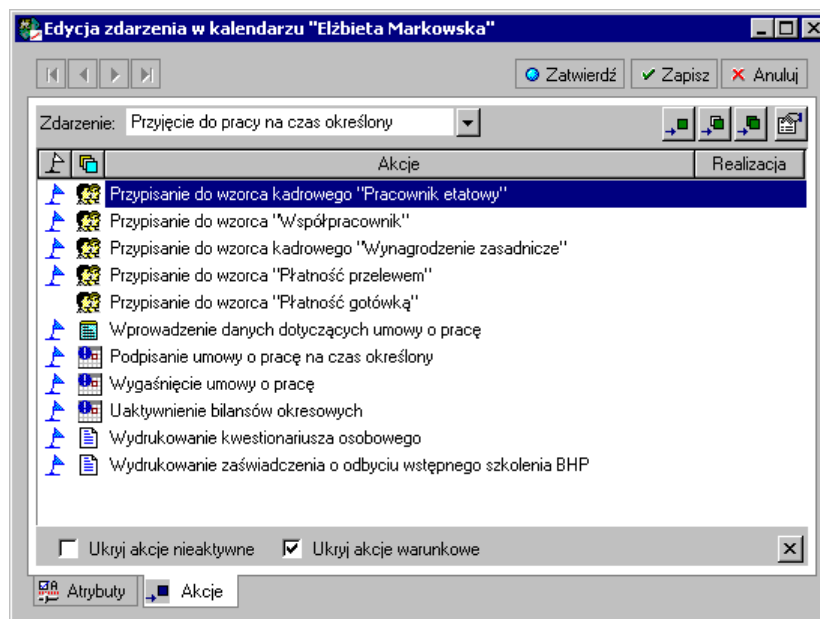 Edycja zdarzenia w kalendarzu "Elżbieta Markowska"
Zatwierdź Zapisz Anuluj
Zdarzenie: Przyjęcie do pracy na czas określony
Akcje Realizacja
Przypisanie do wzorca kadrowego "Pracownik etatowy"
Przypisanie do wzorca "Współpracownik"
Przypisanie do wzorca kadrowego "Wynagrodzenie zasadnicze"
Przypisanie do wzorca "Płatność przelewem"
Przypisanie do wzorca "Płatność gotówką"
Wprowadzenie danych dotyczących umowy o pracę
Podpisanie umowy o pracę na czas określony
Wygaśnięcie umowy o pracę
Uaktywnienie bilansów okresowych
Wydrukowanie kwestionariusza osobowego
Wydrukowanie zaświadczenia o odbyciu wstępnego szkolenia BHP
Ukryj akcje nieaktywne Ukryj akcje warunkowe
Atrybuty Akcje